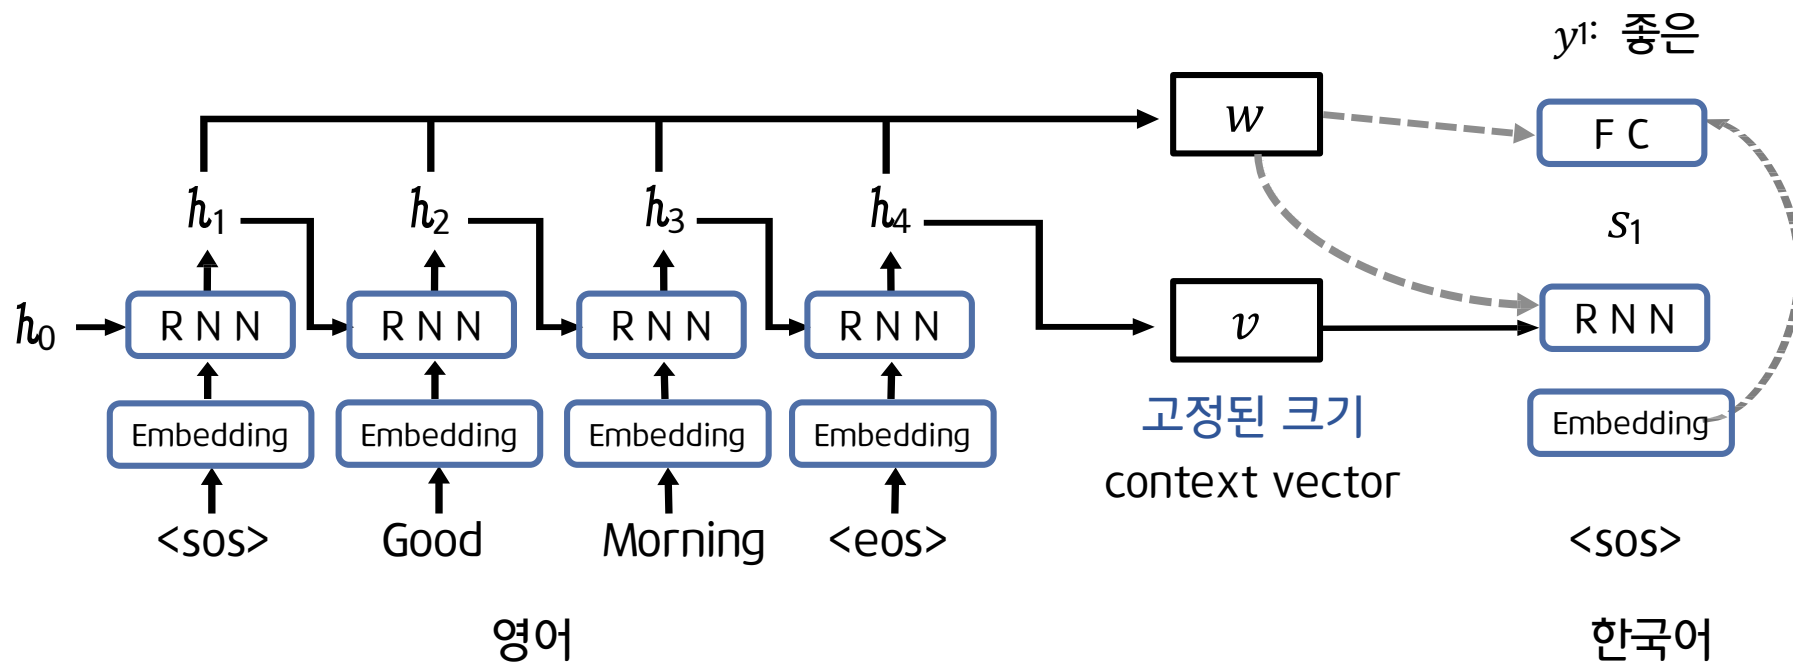 y1: 좋은
w
F C
h1
h2
h3
h4
s1
h0
R N N
R N N
R N N
R N N
v
R N N
Embedding
Embedding
Embedding
Embedding
고정된 크기
context vector
Embedding
<sos>
Good
Morning
<eos>
<sos>
영어
한국어